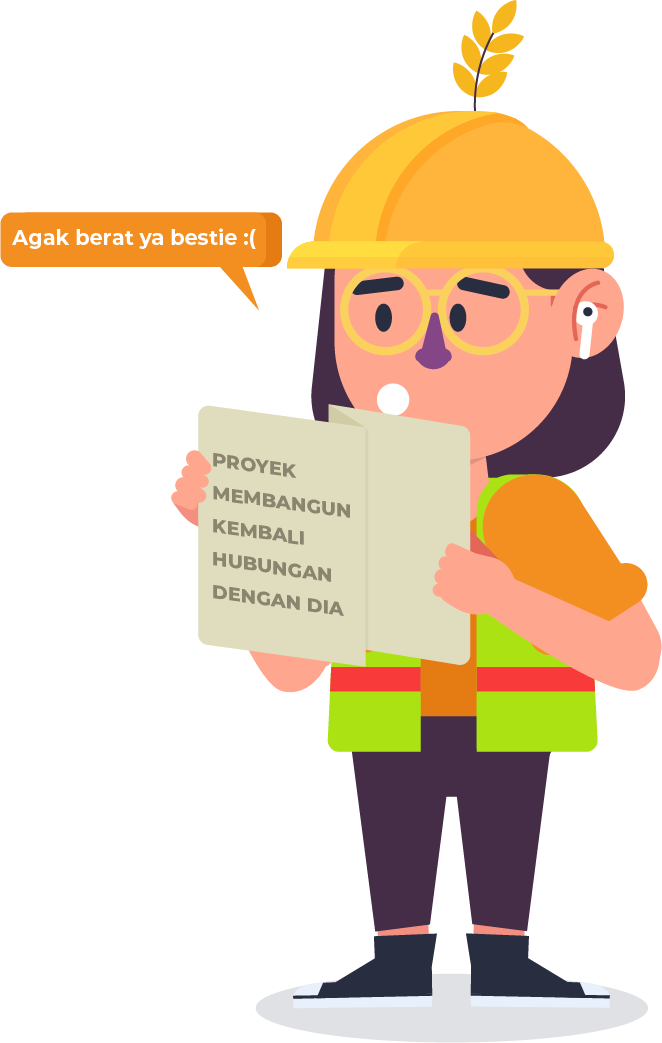 Agak berat ya bestie :(
PROYEK
MEMBANGUN
KEMBALI
HUBUNGAN
DENGAN DIA